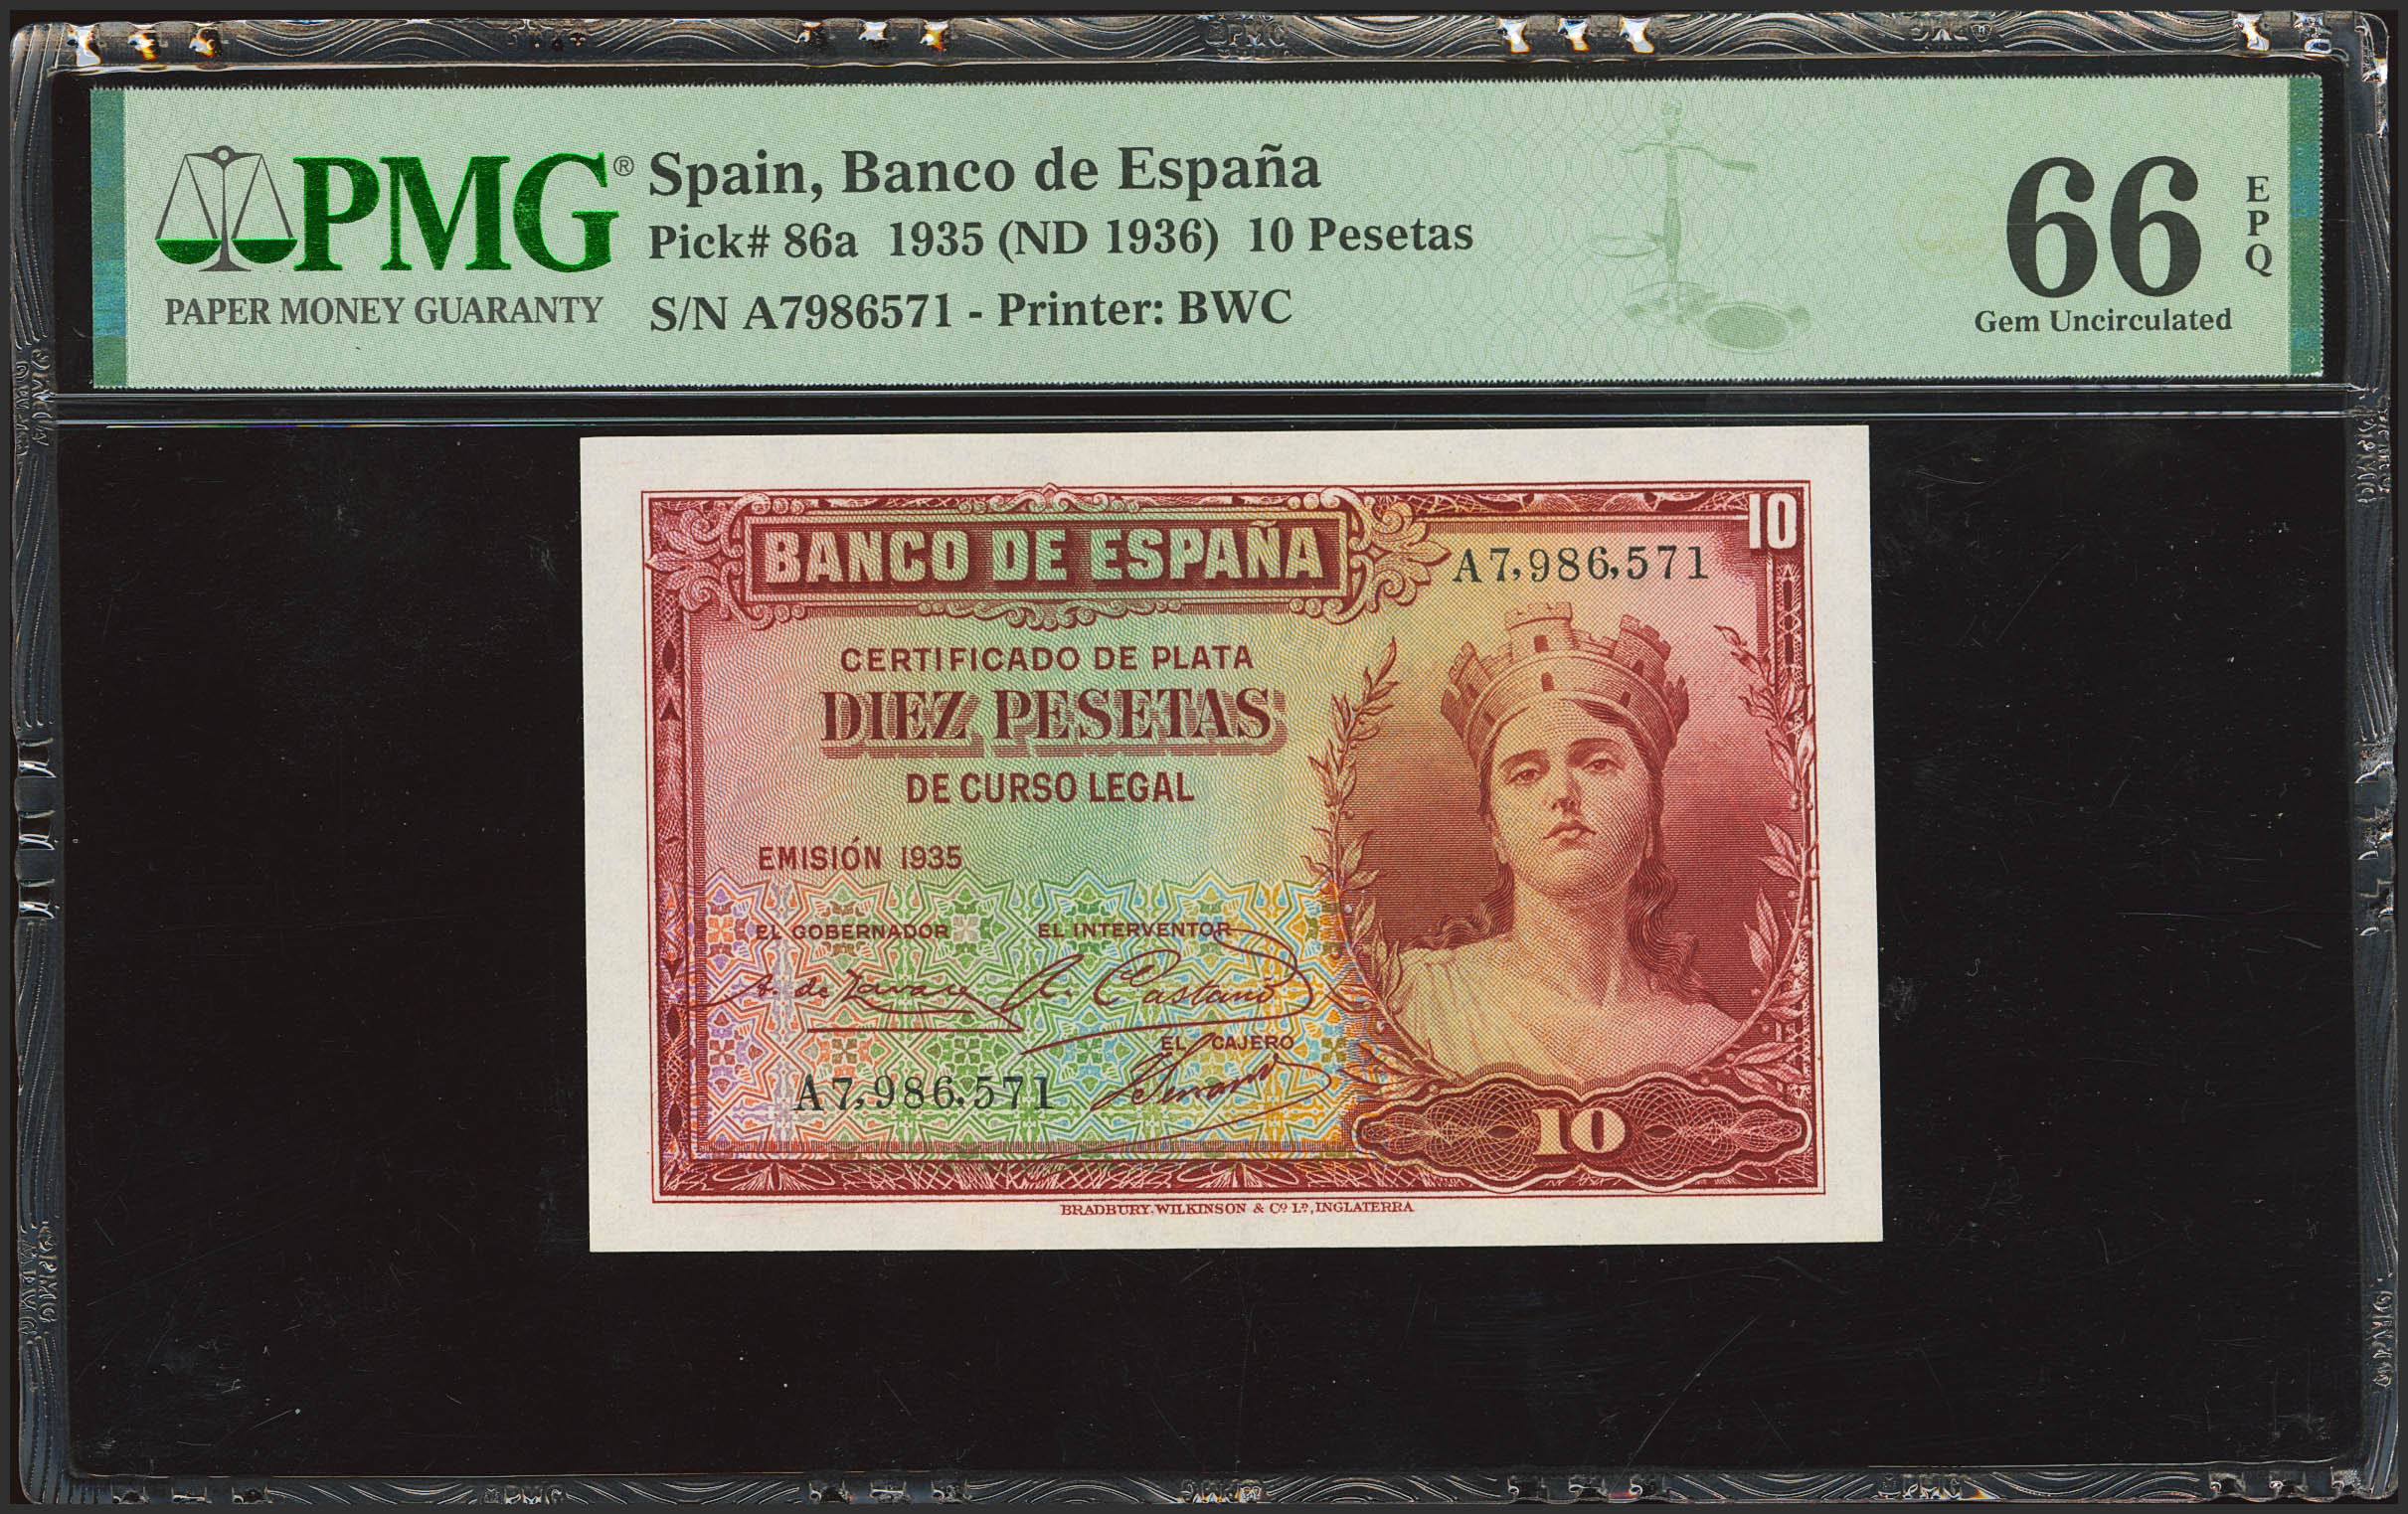 PMG®
PAPER MONEY GUARANTY
Spain, Banco de España
Pick# 86a 1935 (ND 1936) 10 Pesetas
S/N A7986571 - Printer: BWC
66
EPQ
Gem Uncirculated
10
BANCO DE ESPAÑA
A7,986,571
CERTIFICADO DE PLATA
DIEZ PESETAS
DE CURSO LEGAL
EMISIÓN 1935
EL GOBERNADOR EL INTERVENTOR
EL CAJERO
A7,986,571
10
BRADBURY, WILKINSON & Cº Lᴰ, INGLATERRA